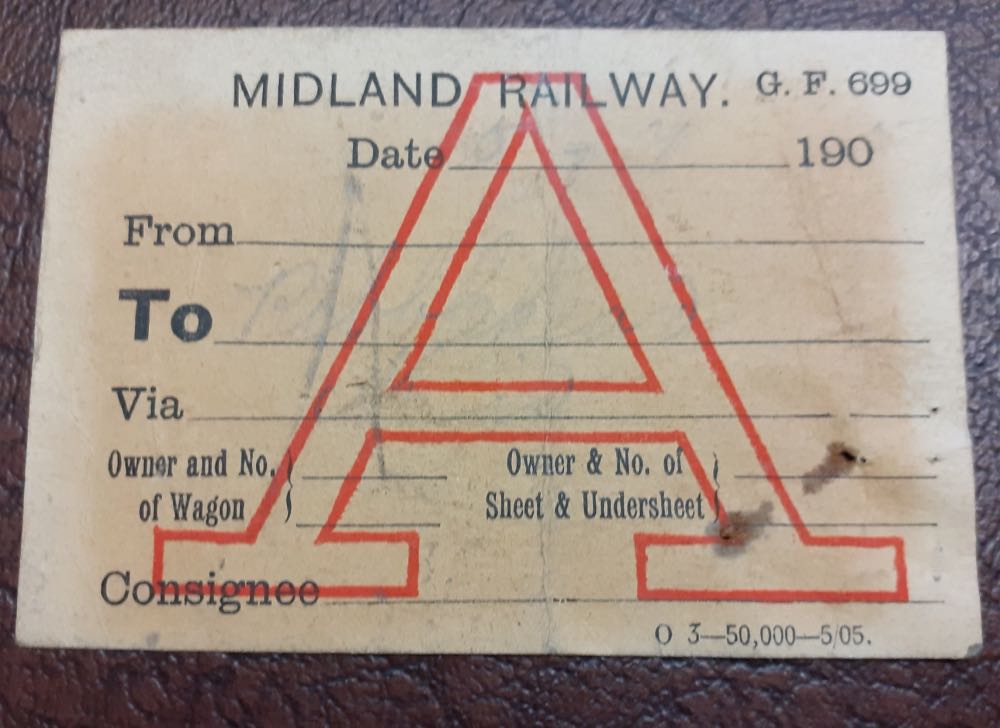 MIDLAND RAILWAY. G. F. 699
Date 190
From
To
Via
Owner and No. of Wagon
Owner & No. of Sheet & Undersheet
Consignee
O 3—50,000—5/05.
A